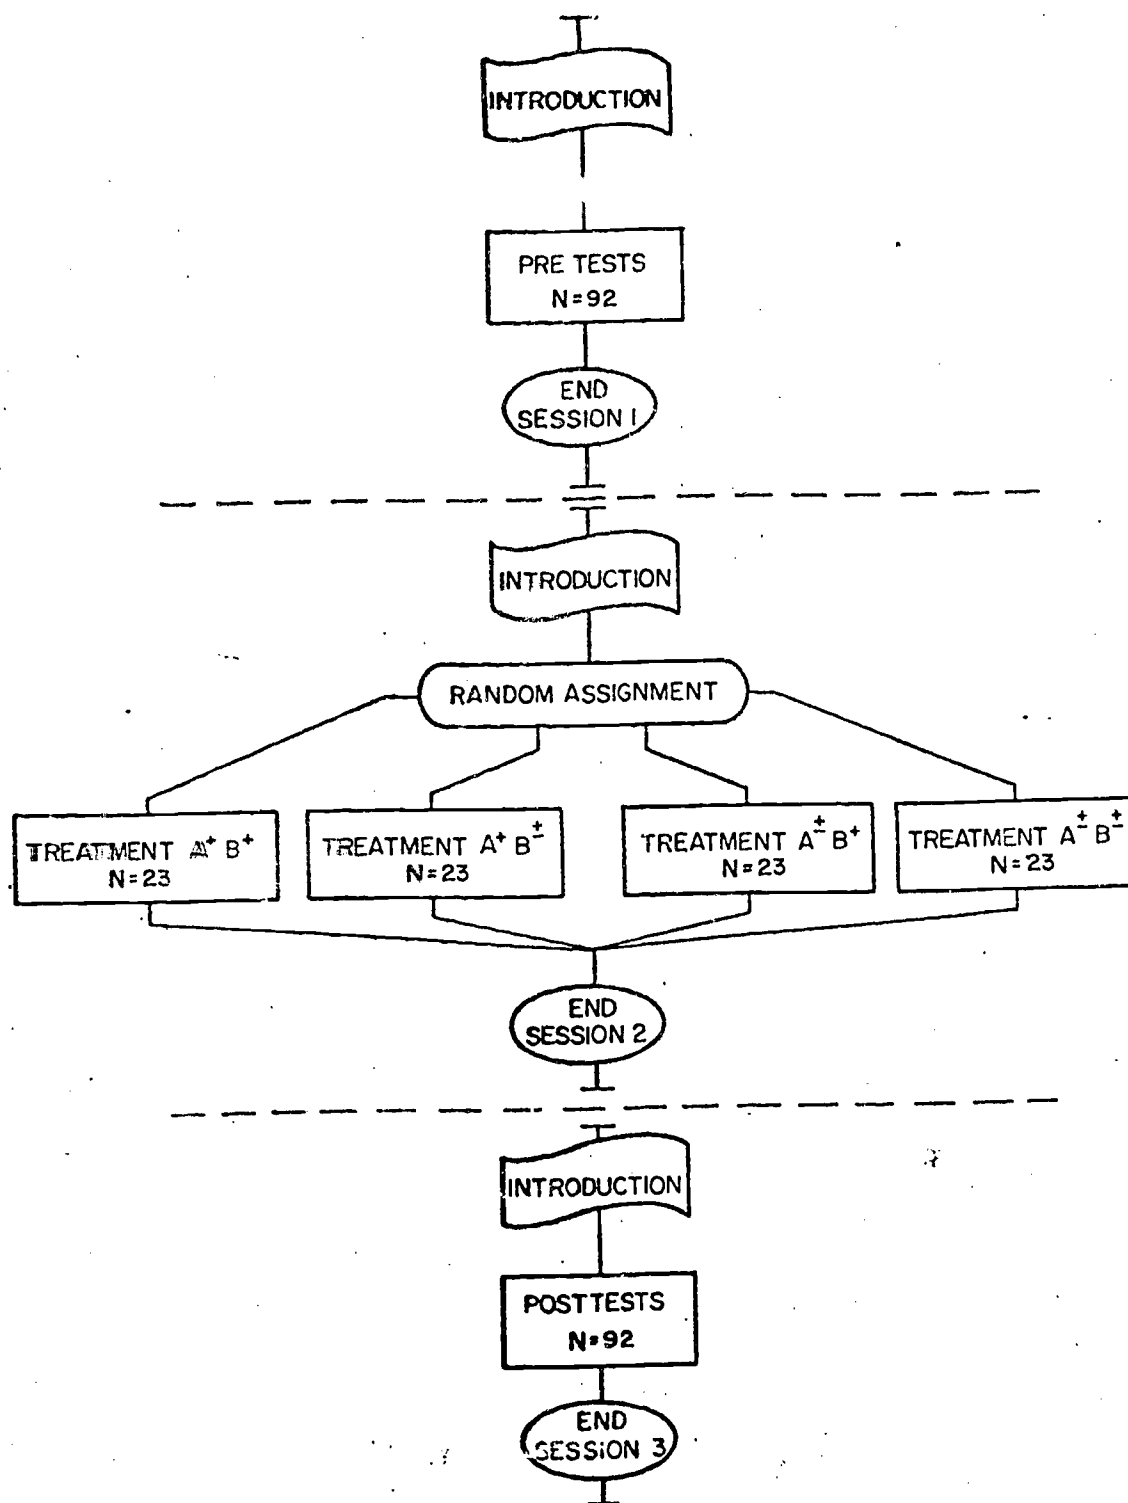 INTRODUCTION
PRE TESTS
N=92
END
SESSION 1
INTRODUCTION
RANDOM ASSIGNMENT
TREATMENT A⁺ B⁺
N=23
TREATMENT A⁺ B±
N=23
TREATMENT A± B⁺
N=23
TREATMENT A± B±
N=23
END
SESSION 2
INTRODUCTION
POSTTESTS
N=92
END
SESSION 3